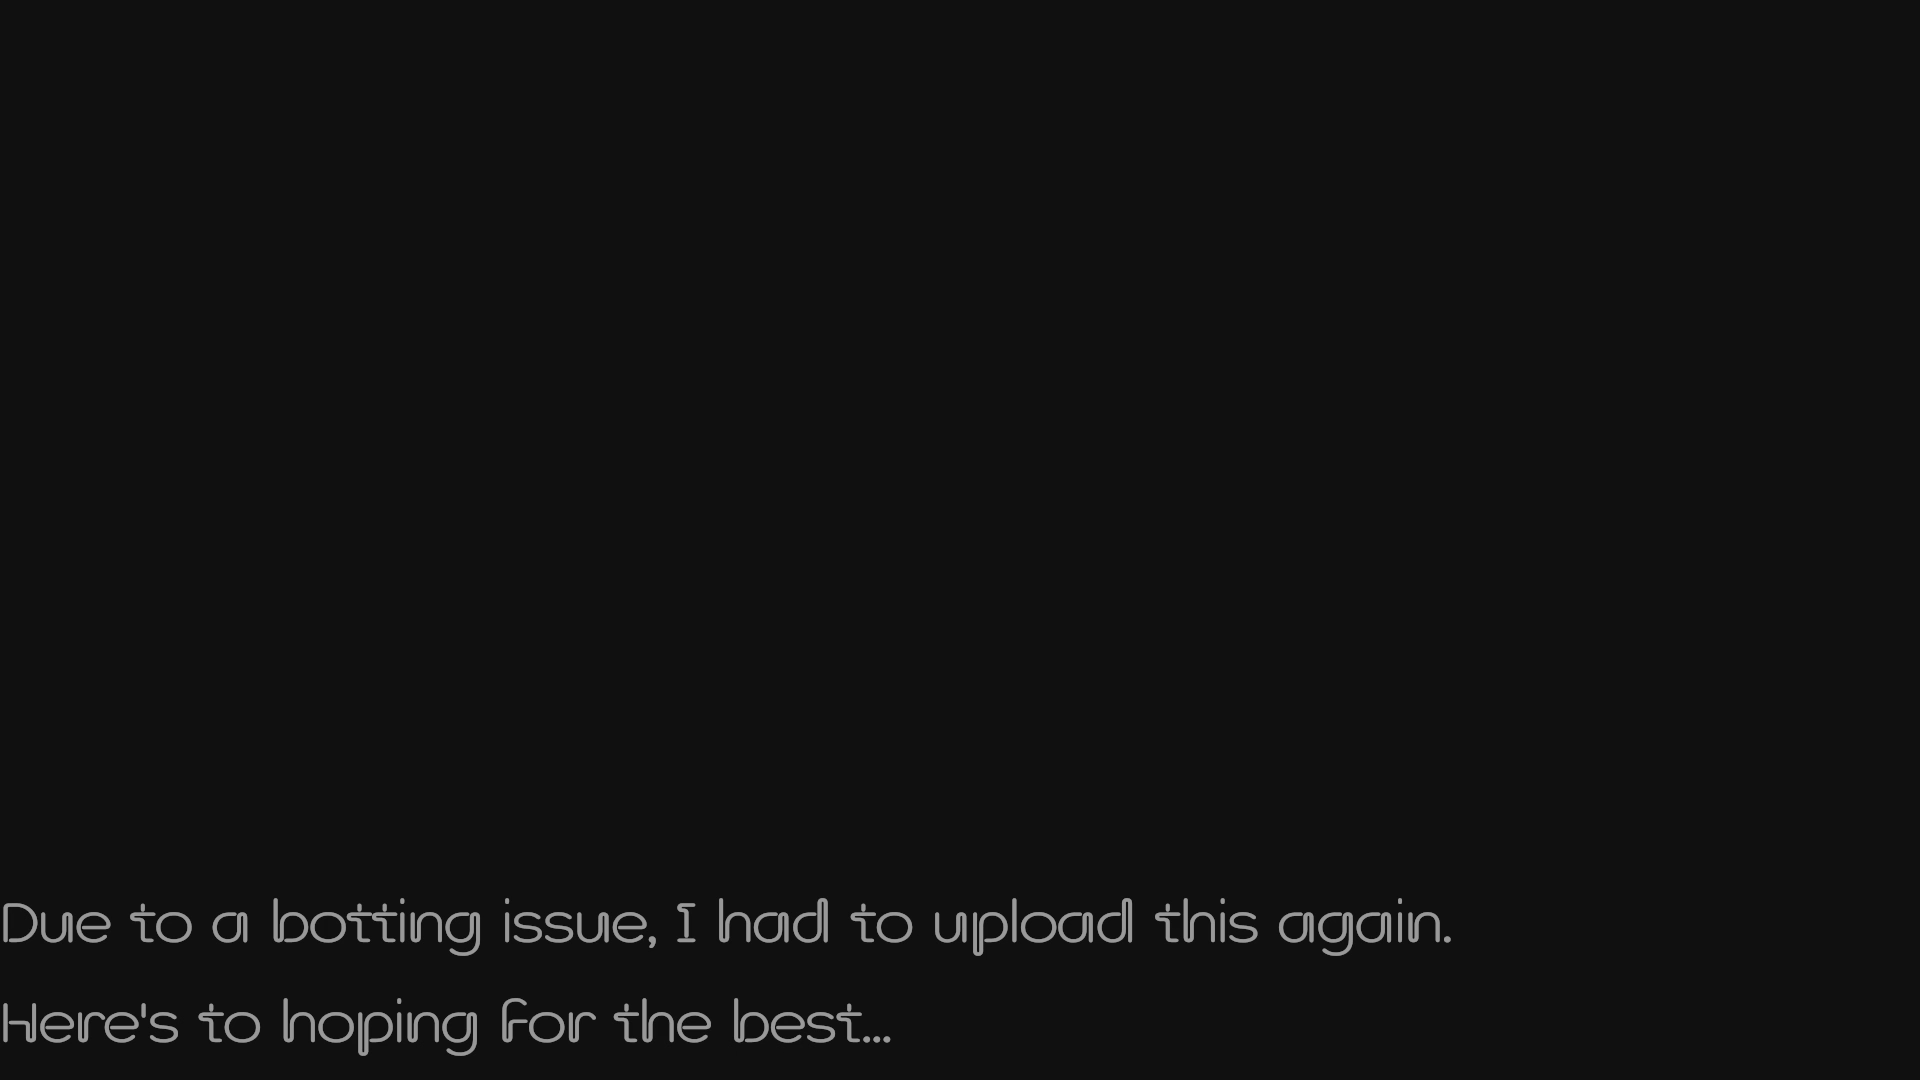 Due to a botting issue, I had to upload this again.
Here's to hoping for the best...